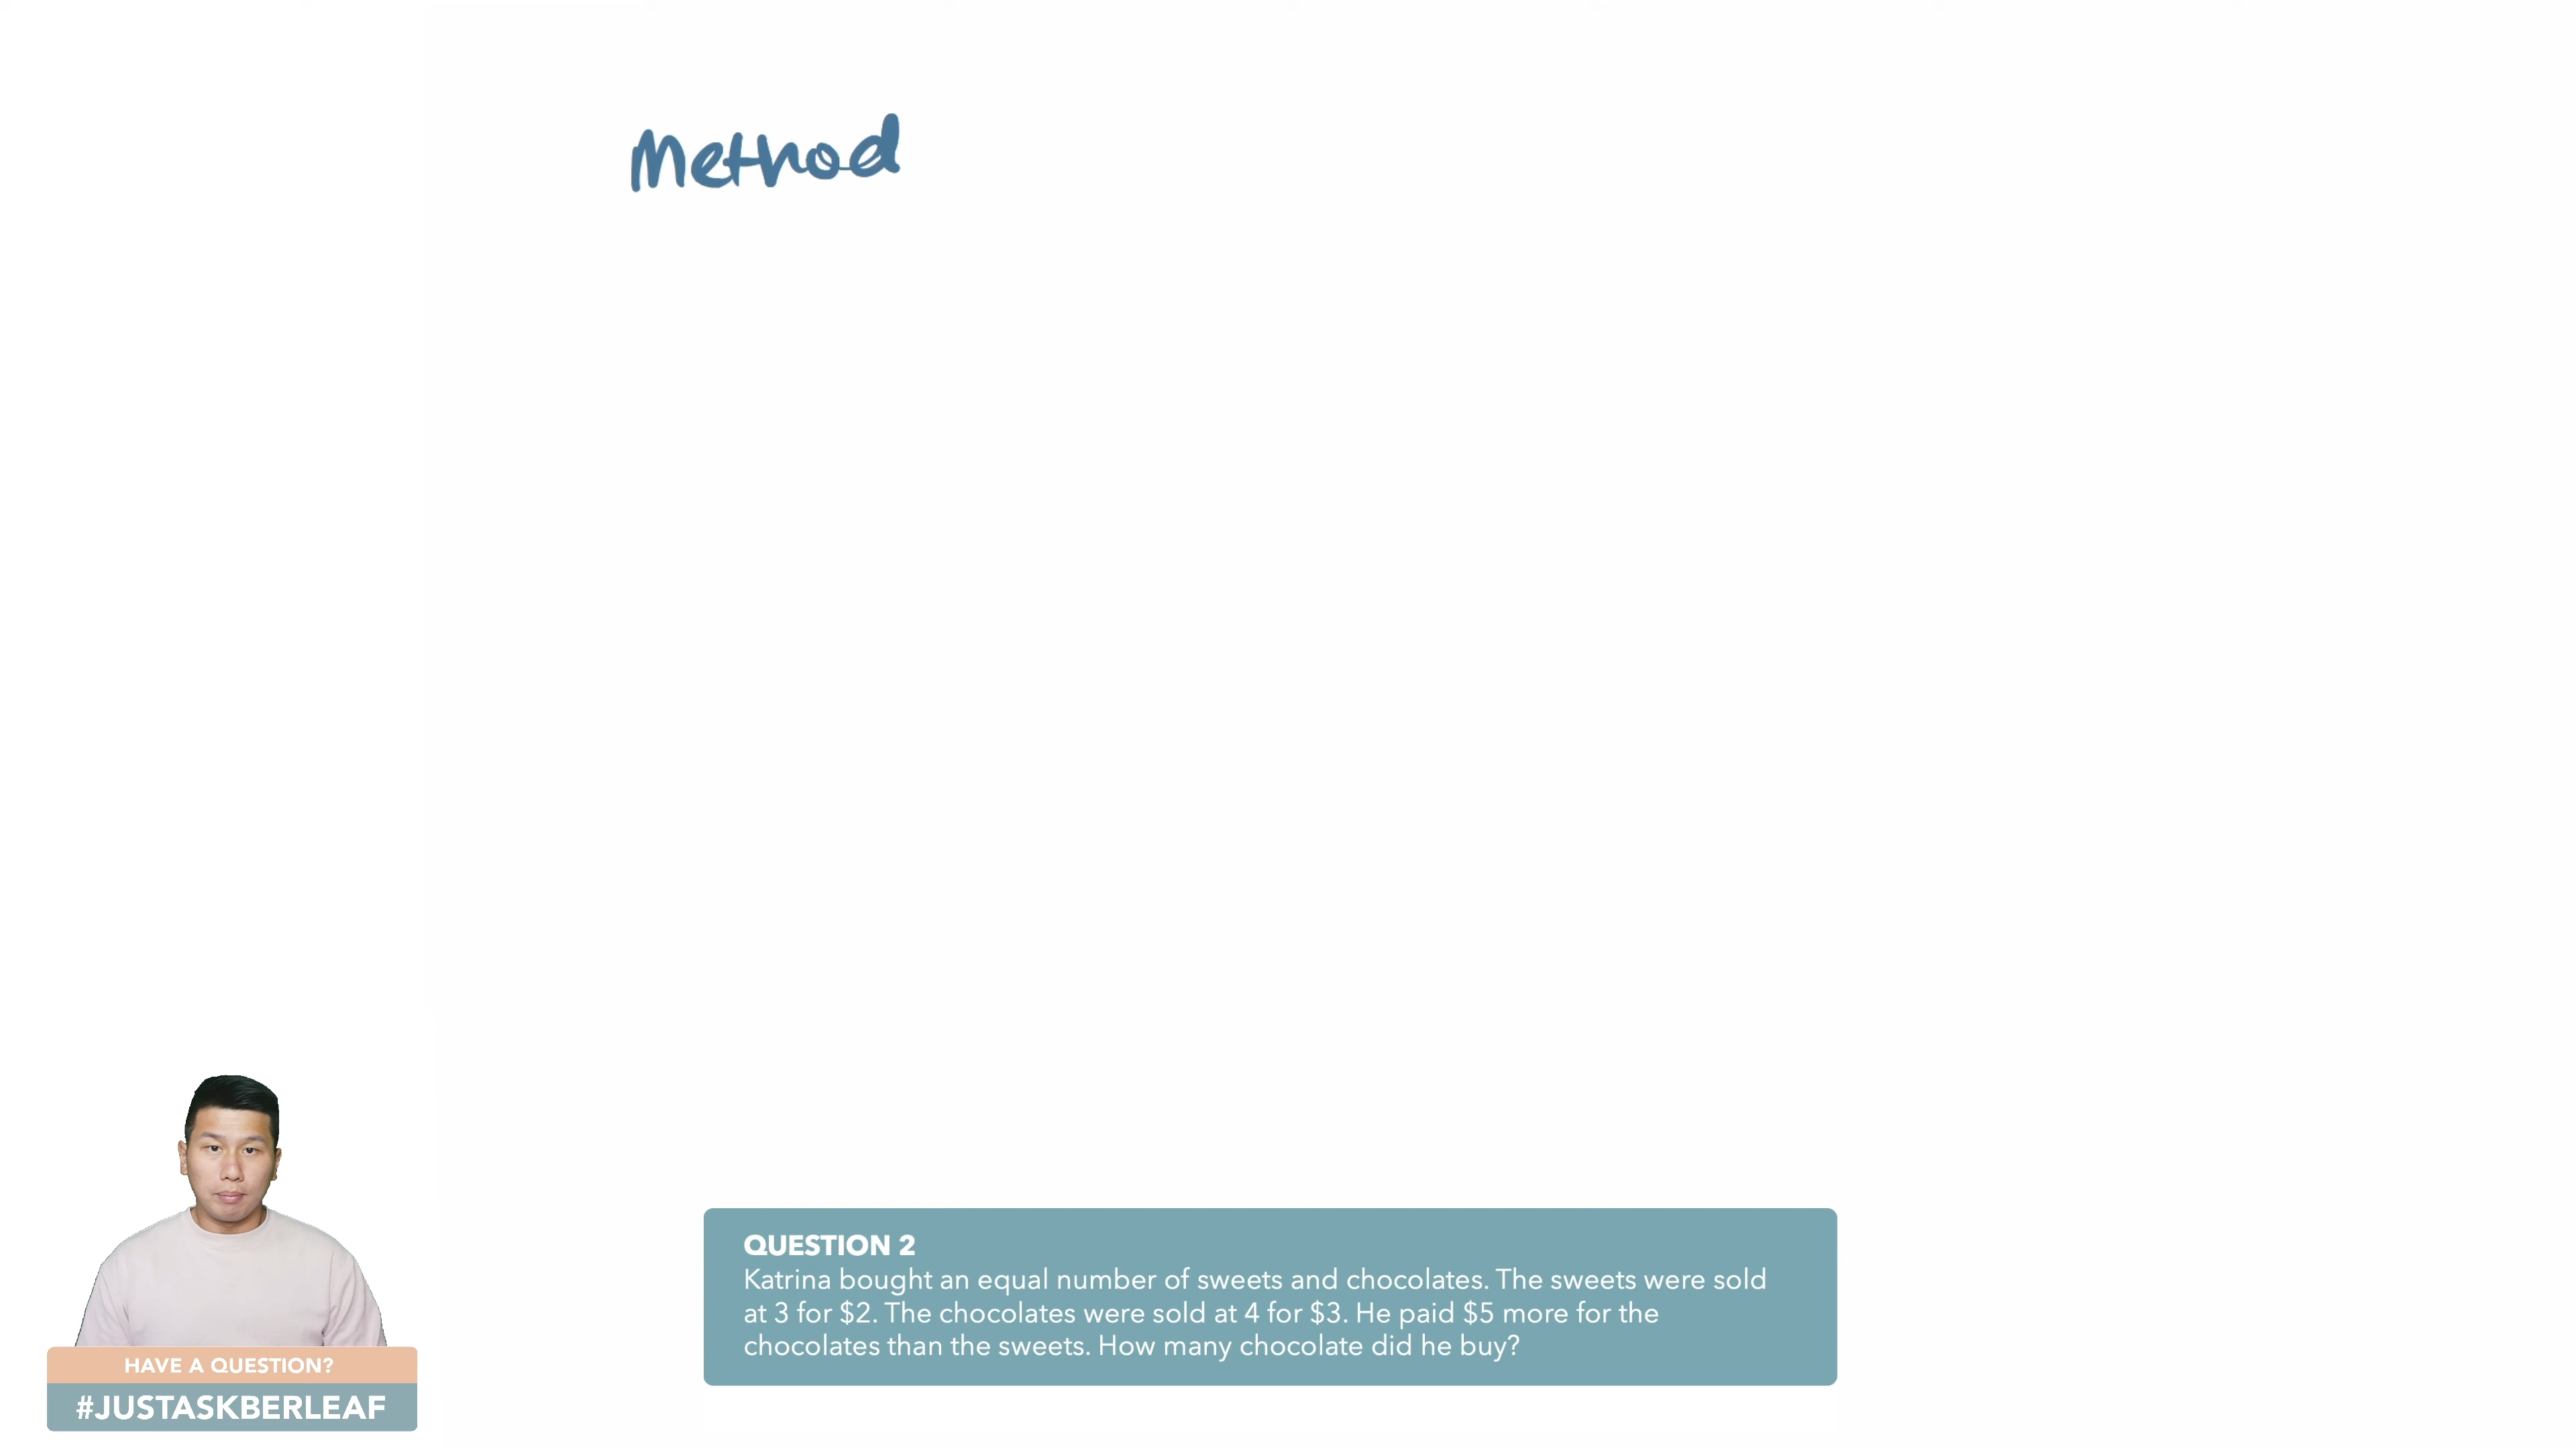 Method
QUESTION 2
Katrina bought an equal number of sweets and chocolates. The sweets were sold
at 3 for $2. The chocolates were sold at 4 for $3. He paid $5 more for the
chocolates than the sweets. How many chocolate did he buy?
HAVE A QUESTION?
#JUSTASKBERLEAF